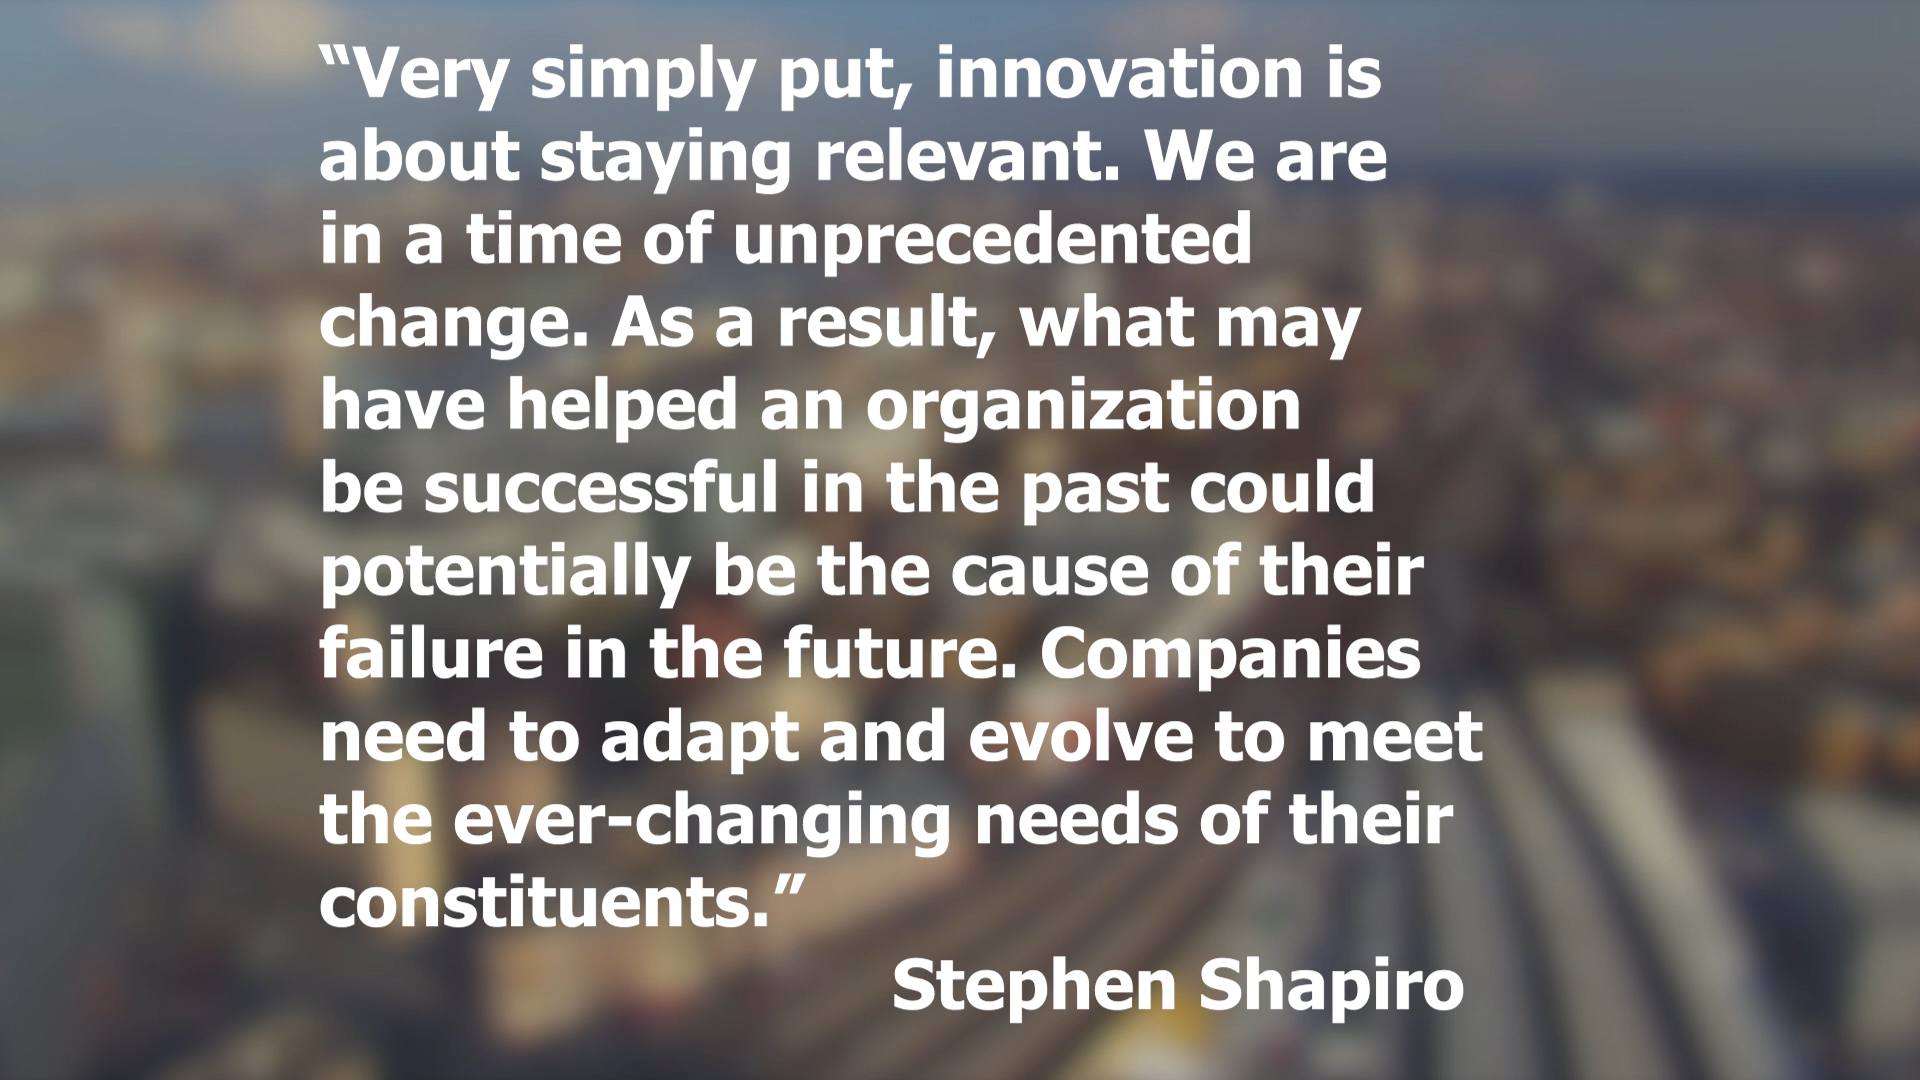 “Very simply put, innovation is
about staying relevant. We are
in a time of unprecedented
change. As a result, what may
have helped an organization
be successful in the past could
potentially be the cause of their
failure in the future. Companies
need to adapt and evolve to meet
the ever-changing needs of their
constituents.”
Stephen Shapiro